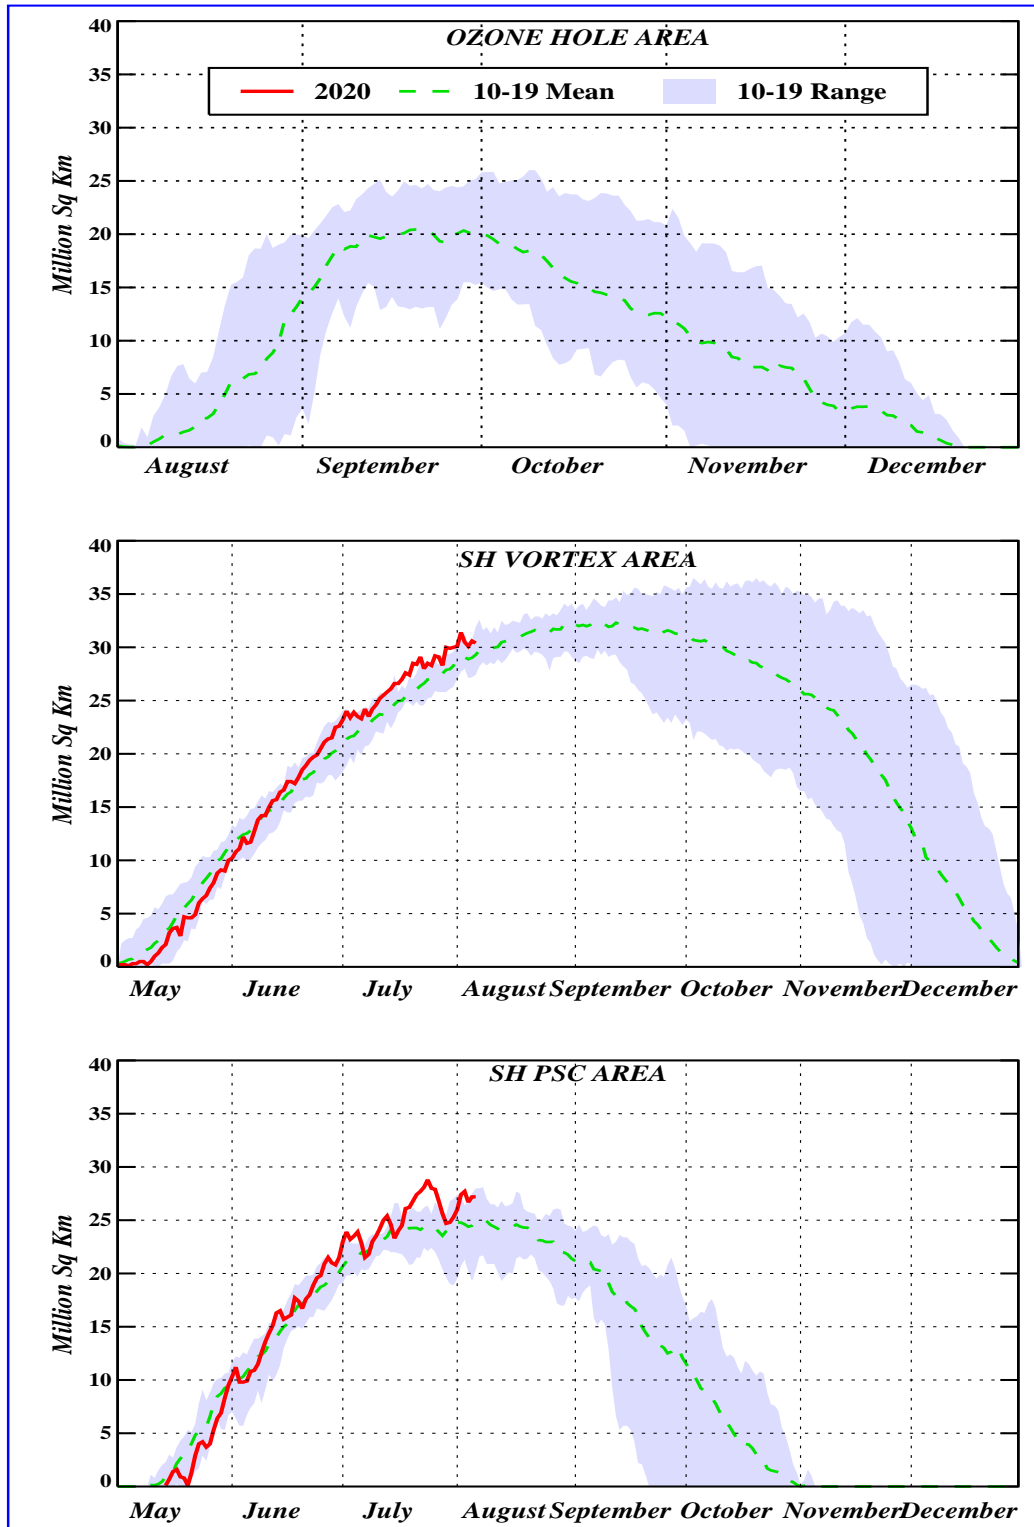 OZONE HOLE AREA
2020 10-19 Mean 10-19 Range
40
35
30
25
20
15
10
5
0
Million Sq Km
August September October November December
SH VORTEX AREA
40
35
30
25
20
15
10
5
0
Million Sq Km
May June July August September October November December
SH PSC AREA
40
35
30
25
20
15
10
5
0
Million Sq Km
May June July August September October November December